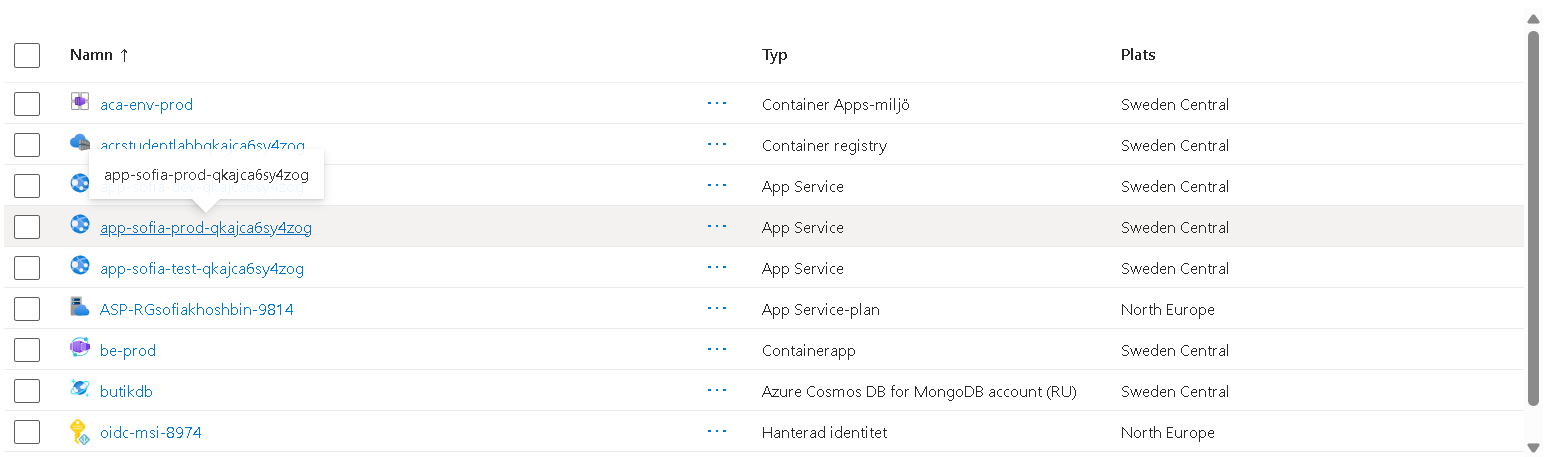 Namn ↑ Typ Plats
aca-env-prod ··· Container Apps-miljö Sweden Central
acrstudentlabbqkajca6sy4zog ··· Container registry Sweden Central
app-sofia-prod-qkajca6sy4zog
app-sofia-dev-qkajca6sy4zog ··· App Service Sweden Central
app-sofia-prod-qkajca6sy4zog ··· App Service Sweden Central
app-sofia-test-qkajca6sy4zog ··· App Service Sweden Central
ASP-RGsofiakhoshbin-9814 ··· App Service-plan North Europe
be-prod ··· Containerapp Sweden Central
butikdb ··· Azure Cosmos DB for MongoDB account (RU) Sweden Central
oidc-msi-8974 ··· Hanterad identitet North Europe